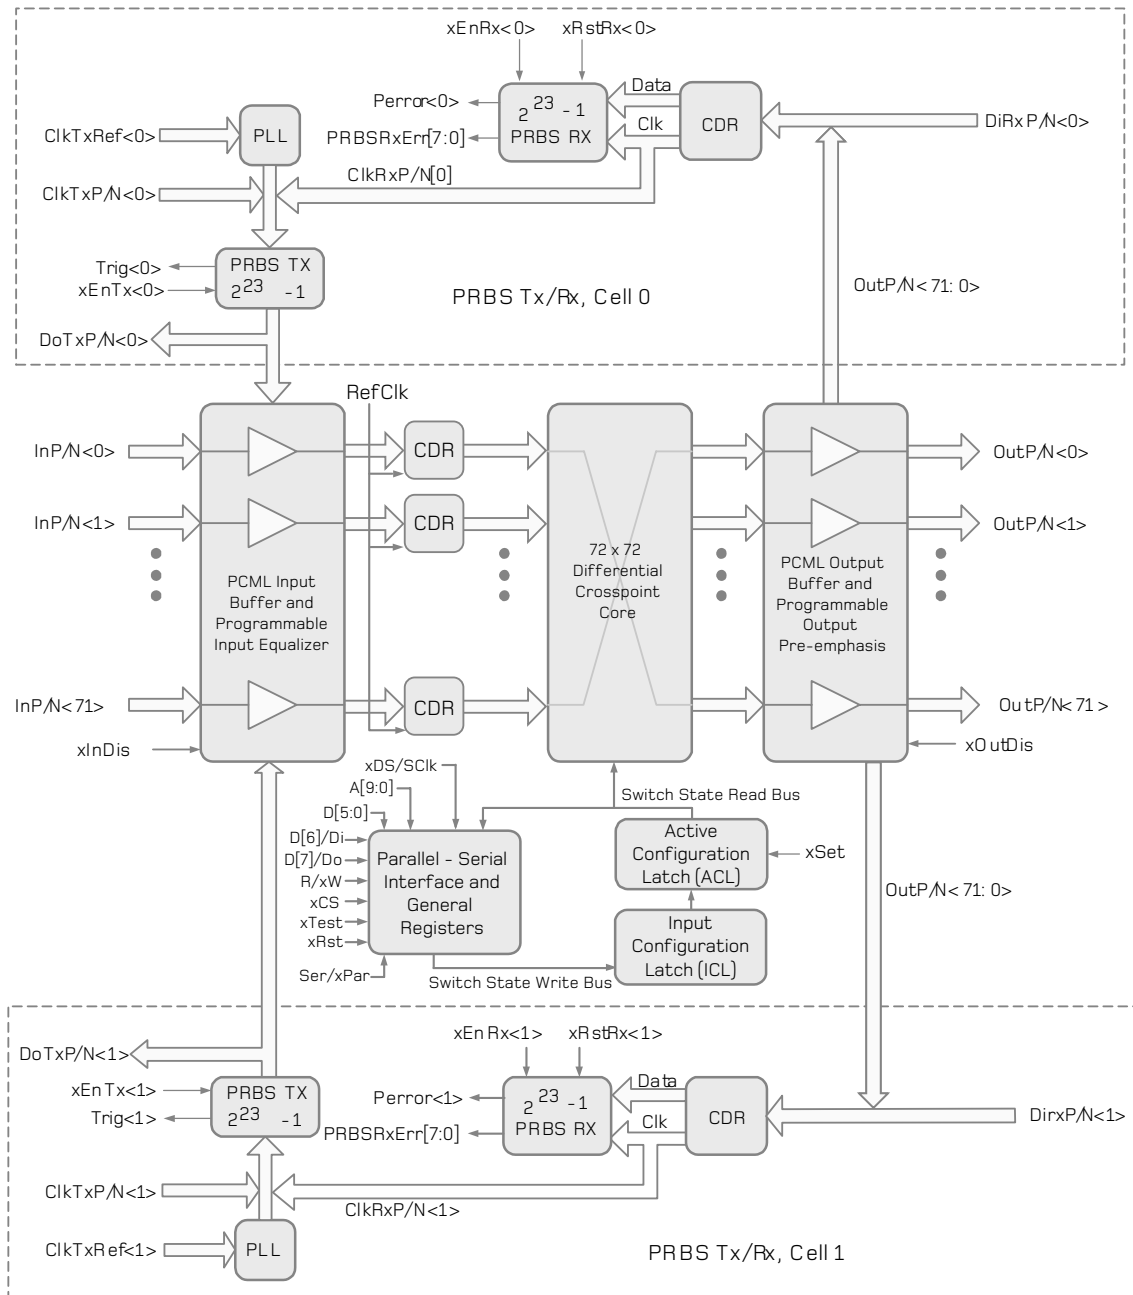 xEnRx<0> xRstRx<0>
Data
Perror<0>
2 23 -1
PRBS RX
CDR
DiRxP/N<0>
ClkTxRef<0>
PLL
PRBSRxErr[7:0]
Clk
ClkRxP/N[0]
ClkTxP/N<0>
Trig<0>
xEnTx<0>
PRBS TX
2 23 -1
PRBS Tx/Rx, Cell 0
OutP/N<71:0>
DoTxP/N<0>
RefClk
InP/N<0>
CDR
OutP/N<0>
InP/N<1>
CDR
OutP/N<1>
PCML Input
Buffer and
Programmable
Input Equalizer
72 x 72
Differential
Crosspoint
Core
PCML Output
Buffer and
Programmable
Output
Pre-emphasis
InP/N<71>
CDR
OutP/N<71>
xInDis
xOutDis
xDS/SClk
A[9:0]
D[5:0]
D[6]/Di
D[7]/Do
R/xW
xCS
xTest
xRst
Ser/xPar
Parallel - Serial
Interface and
General
Registers
Switch State Read Bus
Active
Configuration
Latch (ACL)
xSet
Input
Configuration
Latch (ICL)
Switch State Write Bus
OutP/N<71:0>
xEnRx<1> xRstRx<1>
DoTxP/N<1>
xEnTx<1>
Trig<1>
PRBS TX
2 23 -1
Perror<1>
PRBSRxErr[7:0]
2 23 -1
PRBS RX
Data
Clk
CDR
DirxP/N<1>
ClkTxP/N<1>
ClkRxP/N<1>
ClkTxRef<1>
PLL
PRBS Tx/Rx, Cell 1